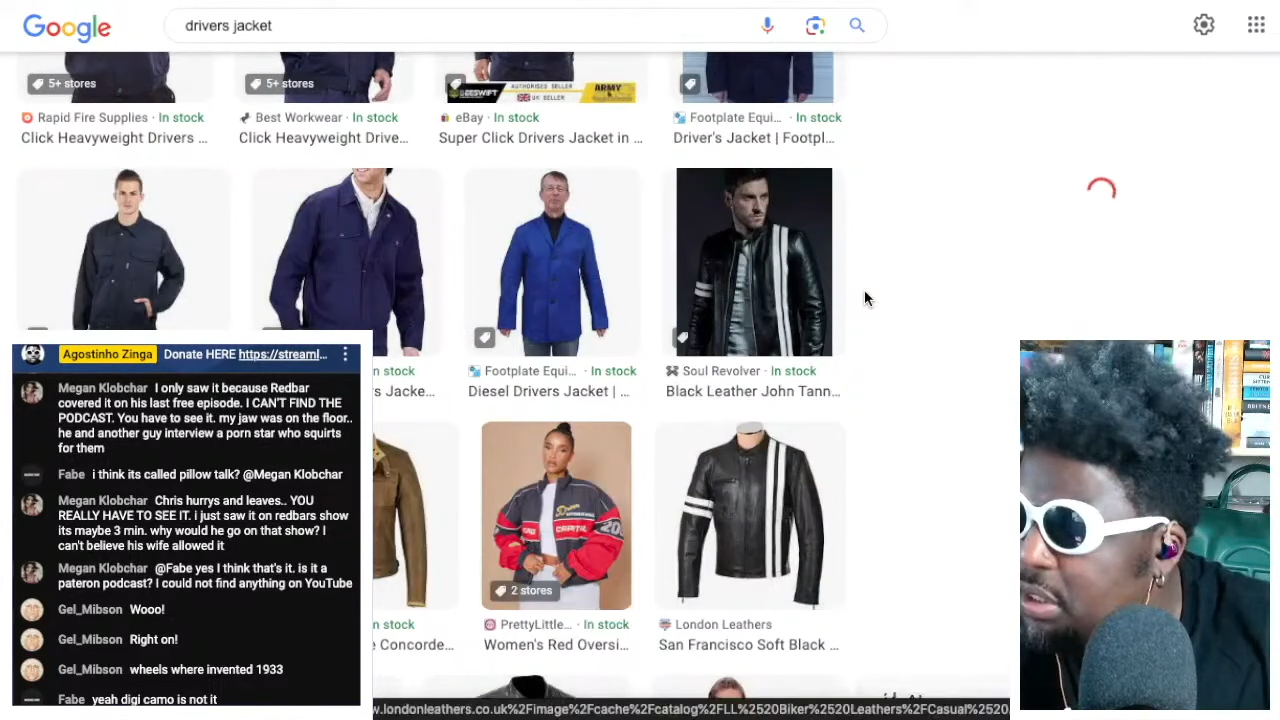 Google
drivers jacket
5+ stores
5+ stores
BEESWIFT
AUTHORISED SELLER
UK SELLER
ARMY
Rapid Fire Supplies · In stock
Click Heavyweight Drivers ...
Best Workwear · In stock
Click Heavyweight Drive...
eBay · In stock
Super Click Drivers Jacket in ...
Footplate Equi... · In stock
Driver's Jacket | Footpl...
n stock
s Jacke...
Footplate Equi... · In stock
Diesel Drivers Jacket | ...
Soul Revolver · In stock
Black Leather John Tann...
2 stores
n stock
e Concorde...
PrettyLittle... · In stock
Women's Red Oversi...
London Leathers
San Francisco Soft Black ...
w.londonleathers.co.uk%2Fimage%2Fcache%2Fcatalog%2FLL%2520Biker%2520Leathers%2FCasual%2520
Agostinho Zinga Donate HERE https://streaml...
Megan Klobchar I only saw it because Redbar
covered it on his last free episode. I CAN'T FIND THE
PODCAST. You have to see it. my jaw was on the floor..
he and another guy interview a porn star who squirts
for them
Fabe i think its called pillow talk? @Megan Klobchar
Megan Klobchar Chris hurrys and leaves.. YOU
REALLY HAVE TO SEE IT. i just saw it on redbars show
its maybe 3 min. why would he go on that show? I
can't believe his wife allowed it
Megan Klobchar @Fabe yes I think that's it. is it a
pateron podcast? I could not find anything on YouTube
Gel_Mibson Wooo!
Gel_Mibson Right on!
Gel_Mibson wheels where invented 1933
Fabe yeah digi camo is not it